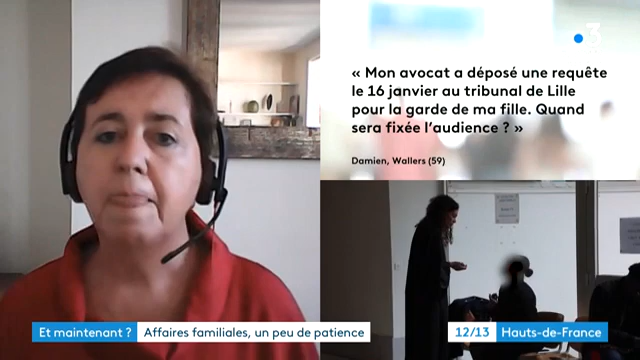 « Mon avocat a déposé une requête
le 16 janvier au tribunal de Lille
pour la garde de ma fille. Quand
sera fixée l'audience ? »
Damien, Wallers (59)
3
Et maintenant ? Affaires familiales, un peu de patience
12/13 Hauts-de-France